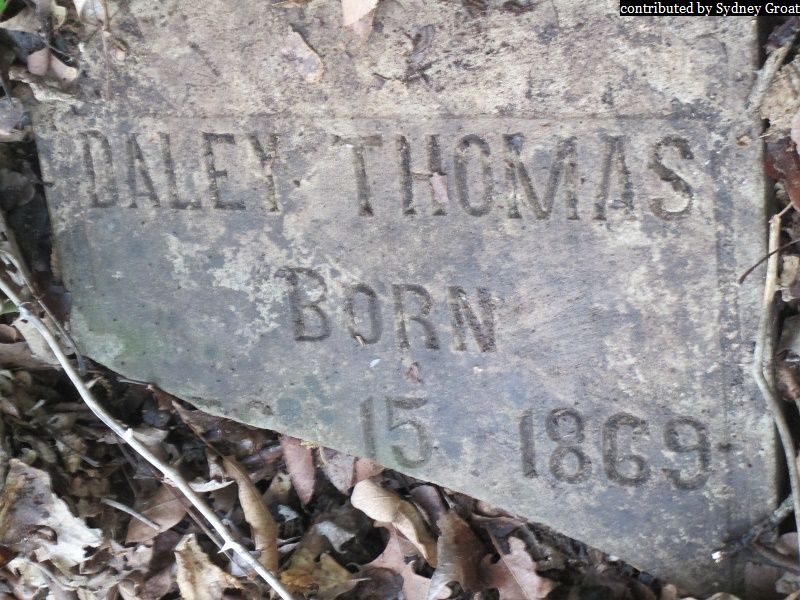 contributed by Sydney Groat
DALEY THOMAS
BORN
15 1869